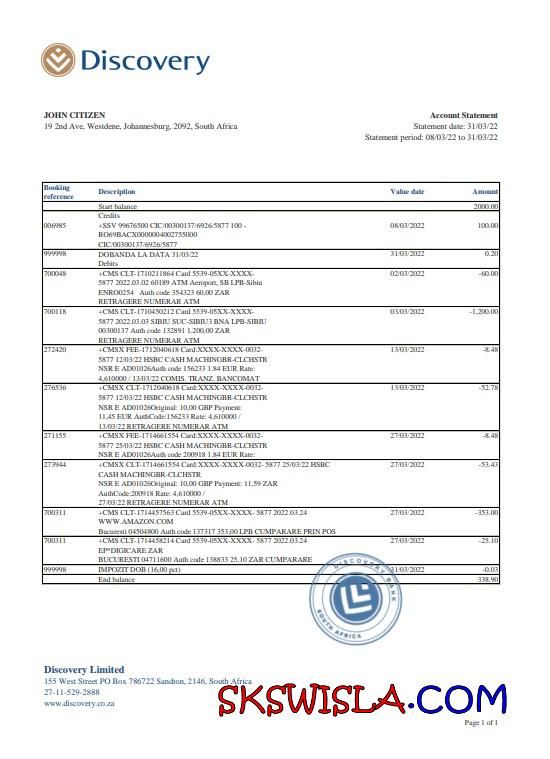 Discovery
JOHN CITIZEN
19 2nd Ave, Westdene, Johannesburg, 2092, South Africa
Account Statement
Statement date: 31/03/22
Statement period: 08/03/22 to 31/03/22
Booking reference Description Value date Amount
Start balance 2000.00
Credits
006985 +SSV 99676500 CIC/00300137/6926/5877 100 - 08/03/2022 100.00
RO69BACX0000004002755000
CIC/00300137/6926/5877
999998 DOBANDA LA DATA 31/03/22 31/03/2022 0.20
Debits
700048 +CMS CLT-1710211864 Card 5539-05XX-XXXX- 02/03/2022 -60.00
5877 2022.03.02 60189 ATM Aeroport, SB LPB-Sibiu
ENRO0254 Auth code 354323 60,00 ZAR
RETRAGERE NUMERAR ATM
700118 +CMS CLT-1710450212 Card 5539-05XX-XXXX- 03/03/2022 -1,200.00
5877 2022.03.03 SIBIU SUC-SIBIU3 BNA LPB-SIBIU
00300137 Auth code 132891 1.200,00 ZAR
RETRAGERE NUMERAR ATM
272420 +CMSX FEE-1712040618 Card:XXXX-XXXX-0032- 13/03/2022 -8.48
5877 12/03/22 HSBC CASH MACHINGBR-CLCHSTR
NSR E AD01026Auth code 156233 1.84 EUR Rate:
4,610000 / 13/03/22 COMIS. TRANZ. BANCOMAT
276536 +CMSX CLT-1712040618 Card:XXXX-XXXX-0032- 13/03/2022 -52.78
5877 12/03/22 HSBC CASH MACHINGBR-CLCHSTR
NSR E AD01026Original: 10,00 GBP Payment:
11,45 EUR AuthCode:156233 Rate: 4,610000 /
13/03/22 RETRAGERE NUMERAR ATM
271155 +CMSX FEE-1714661554 Card:XXXX-XXXX-0032- 27/03/2022 -8.48
5877 25/03/22 HSBC CASH MACHINGBR-CLCHSTR
NSR E AD01026Auth code 200918 1.84 EUR Rate:
273944 +CMSX CLT-1714661554 Card:XXXX-XXXX-0032- 5877 25/03/22 HSBC 27/03/2022 -53.43
CASH MACHINGBR-CLCHSTR
NSR E AD01026Original: 10,00 GBP Payment: 11,59 ZAR
AuthCode:200918 Rate: 4,610000 /
27/03/22 RETRAGERE NUMERAR ATM
700311 +CMS CLT-1714457563 Card 5539-05XX-XXXX- 5877 2022.03.24 27/03/2022 -353.00
WWW.AMAZON.COM
Bucuresti 04504800 Auth code 137317 353,00 LPB CUMPARARE PRIN POS
700311 +CMS CLT-1714458214 Card 5539-05XX-XXXX- 5877 2022.03.24 27/03/2022 -25.10
EP*DIGICARE ZAR
BUCURESTI 04711600 Auth code 138833 25,10 ZAR CUMPARARE
999998 IMPOZIT DOB (16,00 pct) 31/03/2022 -0.03
End balance 338.90
DISCOVERY BANK
SOUTH AFRICA
Discovery Limited
155 West Street PO Box 786722 Sandton, 2146, South Africa
27-11-529-2888
www.discovery.co.za
SKSWISLA.COM
Page 1 of 1